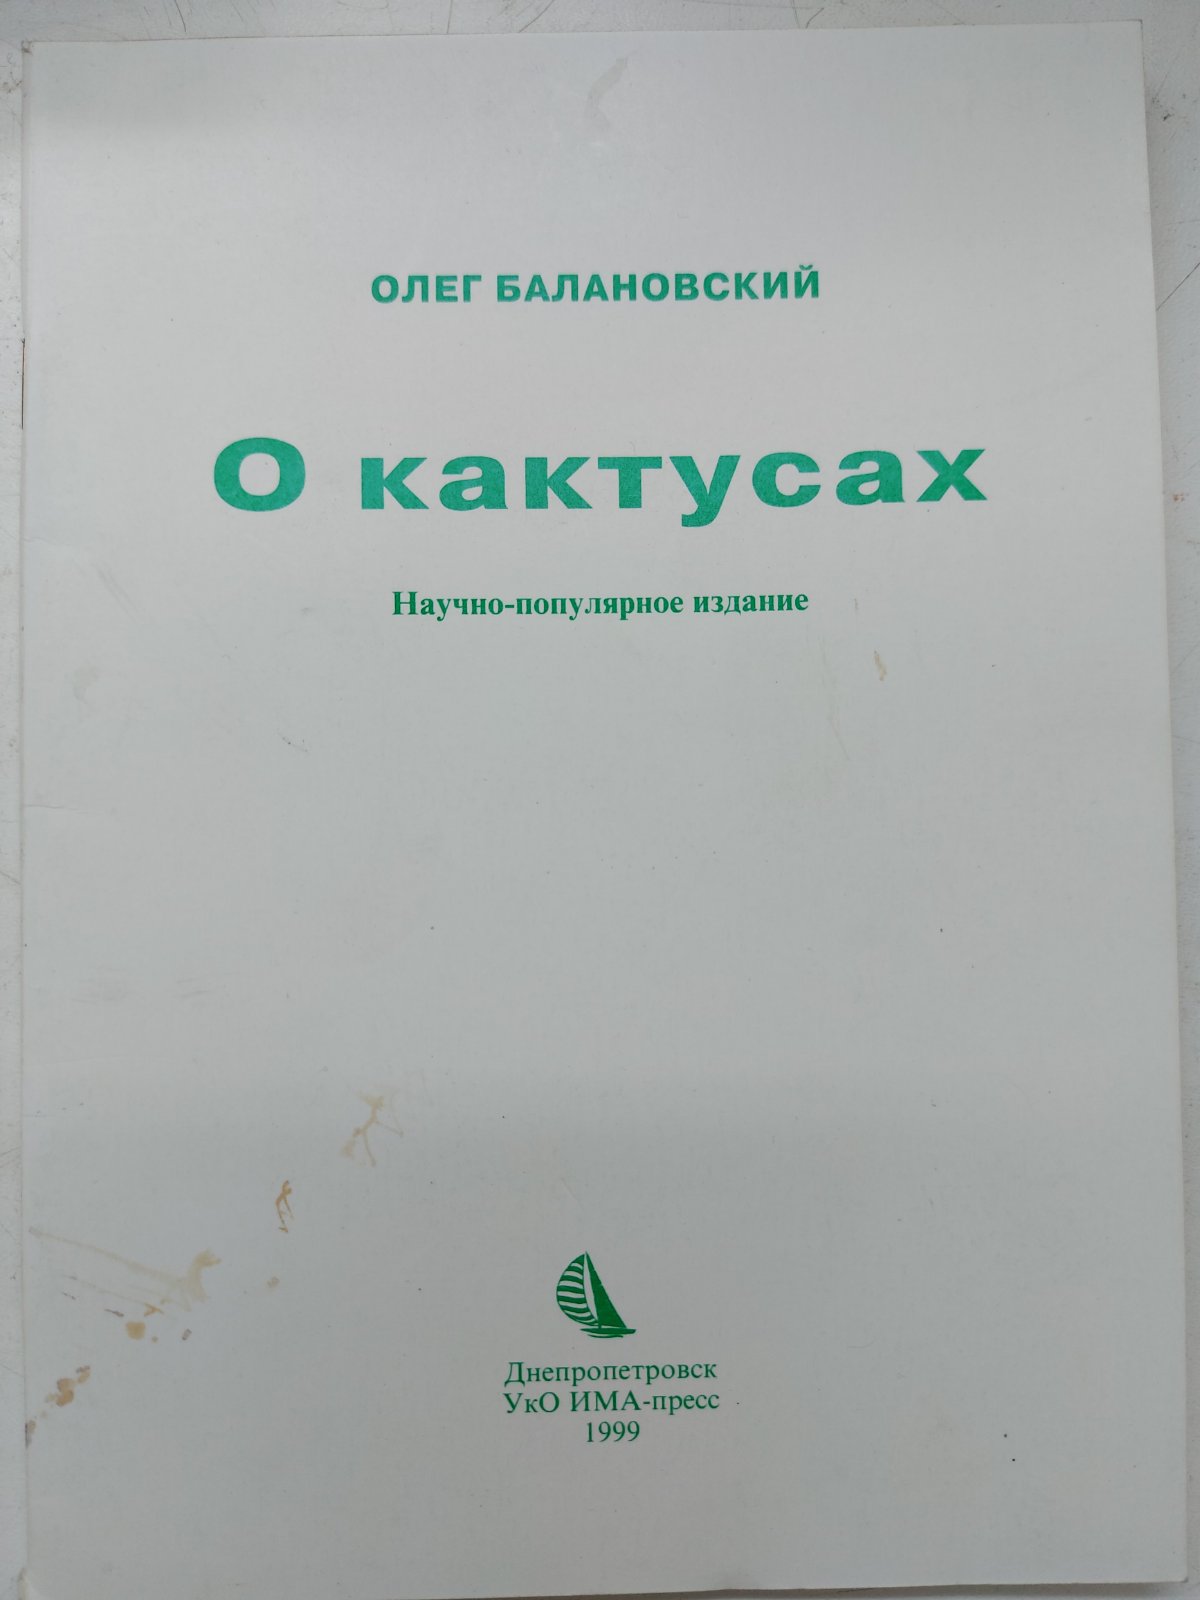 ОЛЕГ БАЛАНОВСКИЙ
О кактусах
Научно-популярное издание
Днепропетровск
УкО ИМА-пресс
1999